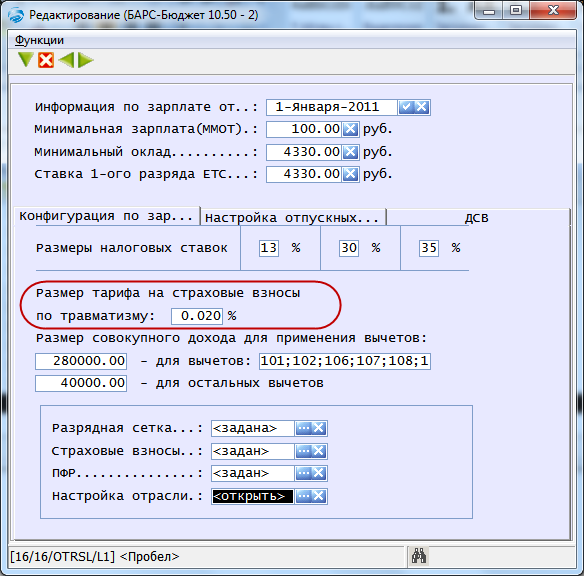 Редактирование (БАРС-Бюджет 10.50 - 2)
Функции
Информация по зарплате от..: 1-Января-2011
Минимальная зарплата(ММОТ).: 100.00 руб.
Минимальный оклад..........: 4330.00 руб.
Ставка 1-ого разряда ЕТС...: 4330.00 руб.
Конфигурация по зар... Настройка отпускных... ДСВ
Размеры налоговых ставок 13 % 30 % 35 %
Размер тарифа на страховые взносы
по травматизму: 0.020 %
Размер совокупного дохода для применения вычетов:
280000.00 - для вычетов: 101;102;106;107;108;1
40000.00 - для остальных вычетов
Разрядная сетка...: <задана>
Страховые взносы..: <задан>
ПФР...............: <задан>
Настройка отрасли.: <открыть>
[16/16/OTRSL/L1] <Пробел>